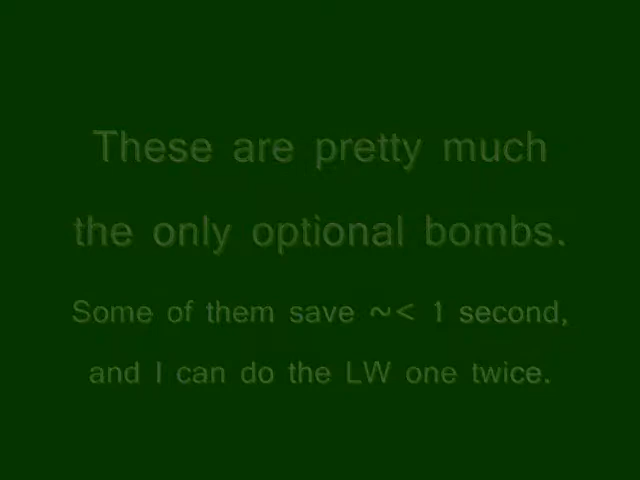 These are pretty much
the only optional bombs.
Some of them save ~< 1 second,
and I can do the LW one twice.